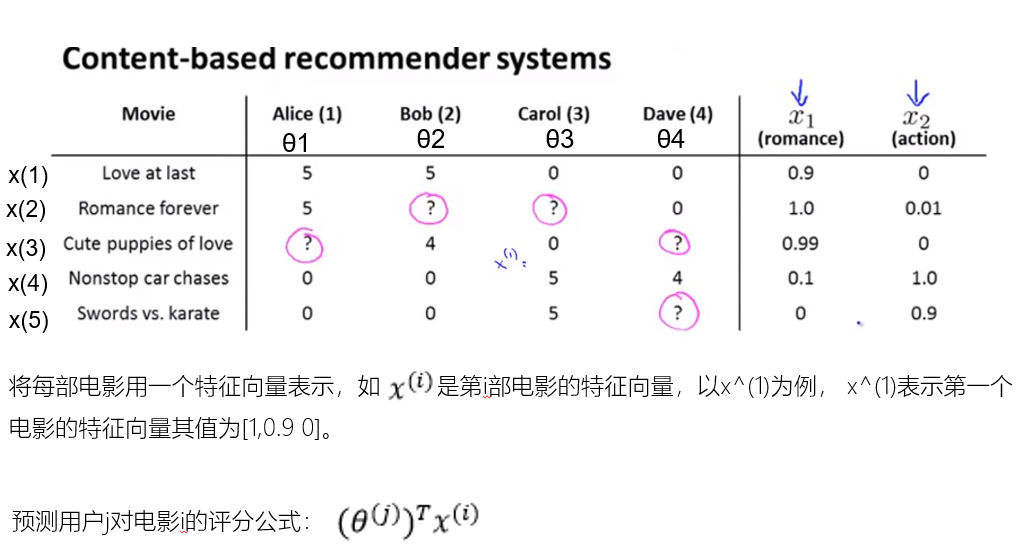 Content-based recommender systems
Movie Alice (1) Bob (2) Carol (3) Dave (4) x₁ x₂
θ1 θ2 θ3 θ4 (romance) (action)
x(1) Love at last 5 5 0 0 0.9 0
x(2) Romance forever 5 ? ? 0 1.0 0.01
x(3) Cute puppies of love ? 4 0 ? 0.99 0
x⁽¹⁾
x(4) Nonstop car chases 0 0 5 4 0.1 1.0
x(5) Swords vs. karate 0 0 5 ? 0 0.9
将每部电影用一个特征向量表示，如 x⁽ⁱ⁾是第i部电影的特征向量，以x^(1)为例， x^(1)表示第一个
电影的特征向量其值为[1,0.9 0]。
预测用户j对电影i的评分公式： (θ⁽ʲ⁾)ᵀx⁽ⁱ⁾